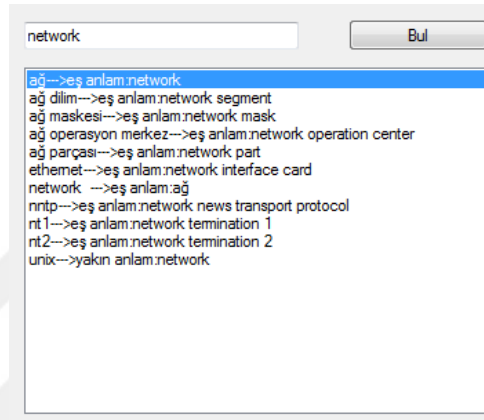 network
Bul
ağ--->eş anlam:network
ağ dilim--->eş anlam:network segment
ağ maskesi--->eş anlam:network mask
ağ operasyon merkez--->eş anlam:network operation center
ağ parçası--->eş anlam:network part
ethernet--->eş anlam:network interface card
network  --->eş anlam:ağ
nntp--->eş anlam:network news transport protocol
nt1--->eş anlam:network termination 1
nt2--->eş anlam:network termination 2
unix--->yakın anlam:network